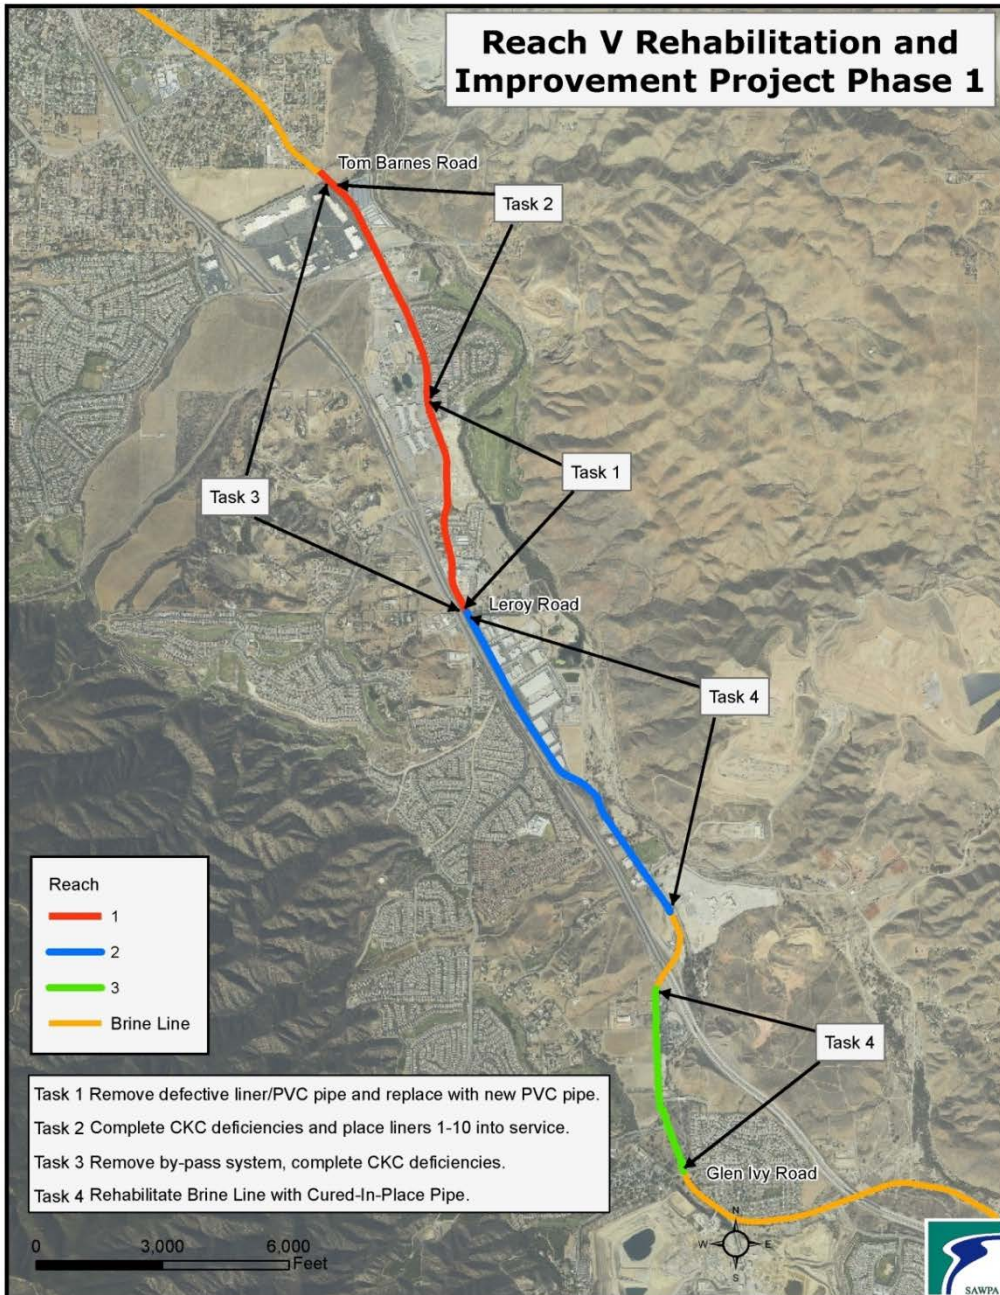 Reach V Rehabilitation and
Improvement Project Phase 1
Tom Barnes Road
Task 2
Task 1
Task 3
Leroy Road
Task 4
Reach
1
2
3
Brine Line
Task 4
Task 1 Remove defective liner/PVC pipe and replace with new PVC pipe.
Task 2 Complete CKC deficiencies and place liners 1-10 into service.
Task 3 Remove by-pass system, complete CKC deficiencies.
Task 4 Rehabilitate Brine Line with Cured-In-Place Pipe.
Glen Ivy Road
N
W E
S
0 3,000 6,000
Feet
SAWPA